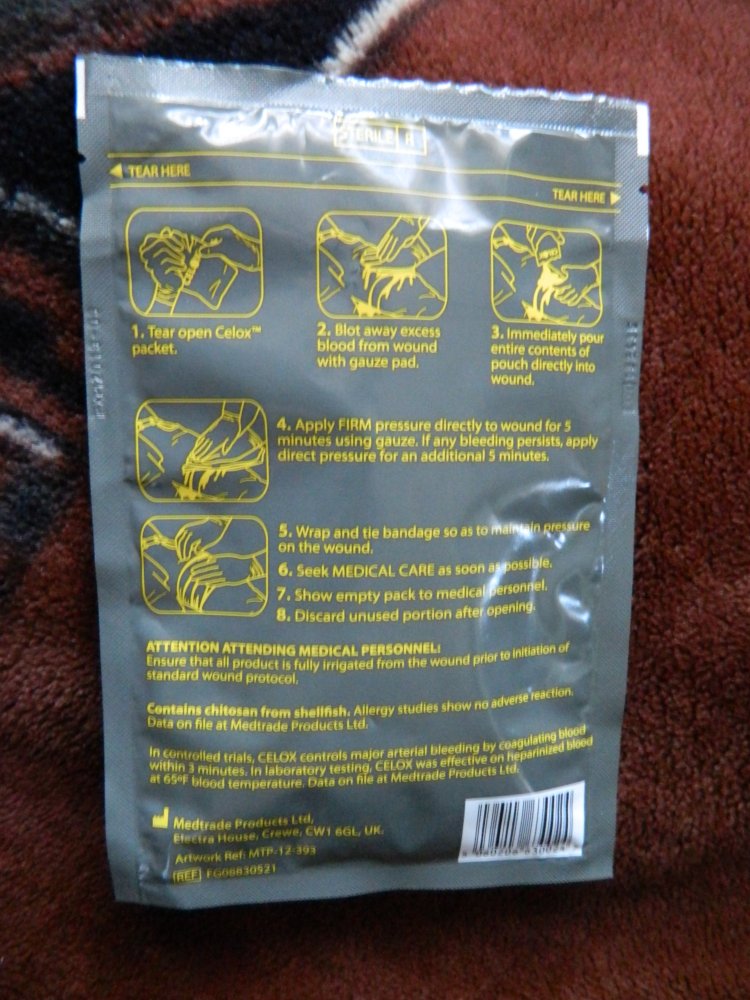 STERILE R
TEAR HERE
TEAR HERE
1. Tear open Celox™
packet.
2. Blot away excess
blood from wound
with gauze pad.
3. Immediately pour
entire contents of
pouch directly into
wound.
4. Apply FIRM pressure directly to wound for 5
minutes using gauze. If any bleeding persists, apply
direct pressure for an additional 5 minutes.
5. Wrap and tie bandage so as to maintain pressure
on the wound.
6. Seek MEDICAL CARE as soon as possible.
7. Show empty pack to medical personnel.
8. Discard unused portion after opening.
ATTENTION ATTENDING MEDICAL PERSONNEL:
Ensure that all product is fully irrigated from the wound prior to initiation of
standard wound protocol.
Contains chitosan from shellfish. Allergy studies show no adverse reaction.
Data on file at Medtrade Products Ltd.
In controlled trials, CELOX controls major arterial bleeding by coagulating blood
within 3 minutes. In laboratory testing, CELOX was effective on heparinized blood
at 65ºF blood temperature. Data on file at Medtrade Products Ltd.
Medtrade Products Ltd,
Electra House, Crewe, CW1 6GL, UK.
Artwork Ref: MTP-12-393
REF FG08830521